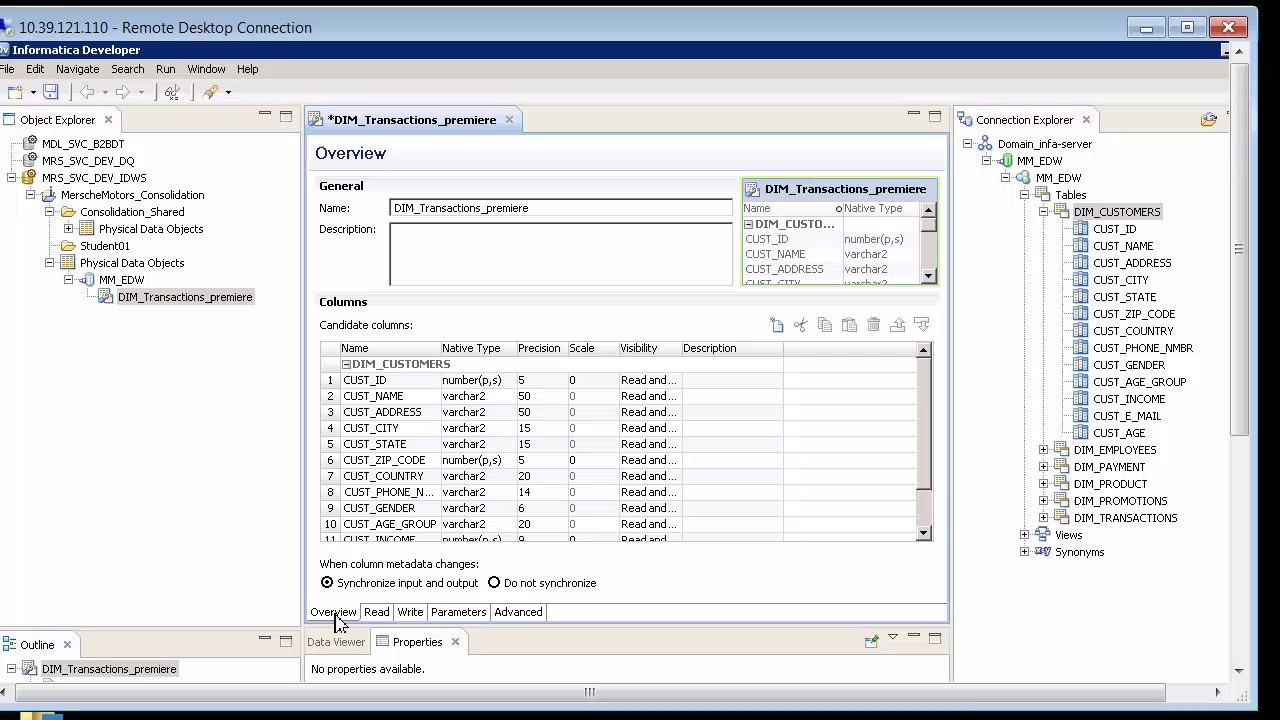 10.39.121.110 - Remote Desktop Connection
Informatica Developer
File Edit Navigate Search Run Window Help
Object Explorer
MDL_SVC_B2BDT
MRS_SVC_DEV_DQ
MRS_SVC_DEV_IDWS
MerscheMotors_Consolidation
Consolidation_Shared
Physical Data Objects
Student01
Physical Data Objects
MM_EDW
DIM_Transactions_premiere
Outline
DIM_Transactions_premiere
*DIM_Transactions_premiere
Overview
General
Name: DIM_Transactions_premiere
Description:
DIM_Transactions_premiere
Name Native Type
DIM_CUSTO...
CUST_ID number(p,s)
CUST_NAME varchar2
CUST_ADDRESS varchar2
CUST_CITY varchar2
Columns
Candidate columns:
Name Native Type Precision Scale Visibility Description
DIM_CUSTOMERS
1 CUST_ID number(p,s) 5 0 Read and...
2 CUST_NAME varchar2 50 0 Read and...
3 CUST_ADDRESS varchar2 50 0 Read and...
4 CUST_CITY varchar2 15 0 Read and...
5 CUST_STATE varchar2 15 0 Read and...
6 CUST_ZIP_CODE number(p,s) 5 0 Read and...
7 CUST_COUNTRY varchar2 20 0 Read and...
8 CUST_PHONE_N... varchar2 14 0 Read and...
9 CUST_GENDER varchar2 6 0 Read and...
10 CUST_AGE_GROUP varchar2 20 0 Read and...
11 CUST_INCOME number(p,s) 9 0 Read and...
When column metadata changes:
Synchronize input and output Do not synchronize
Overview Read Write Parameters Advanced
Data Viewer Properties
No properties available.
Connection Explorer
Domain_infa-server
MM_EDW
MM_EDW
Tables
DIM_CUSTOMERS
CUST_ID
CUST_NAME
CUST_ADDRESS
CUST_CITY
CUST_STATE
CUST_ZIP_CODE
CUST_COUNTRY
CUST_PHONE_NMBR
CUST_GENDER
CUST_AGE_GROUP
CUST_INCOME
CUST_E_MAIL
CUST_AGE
DIM_EMPLOYEES
DIM_PAYMENT
DIM_PRODUCT
DIM_PROMOTIONS
DIM_TRANSACTIONS
Views
Synonyms